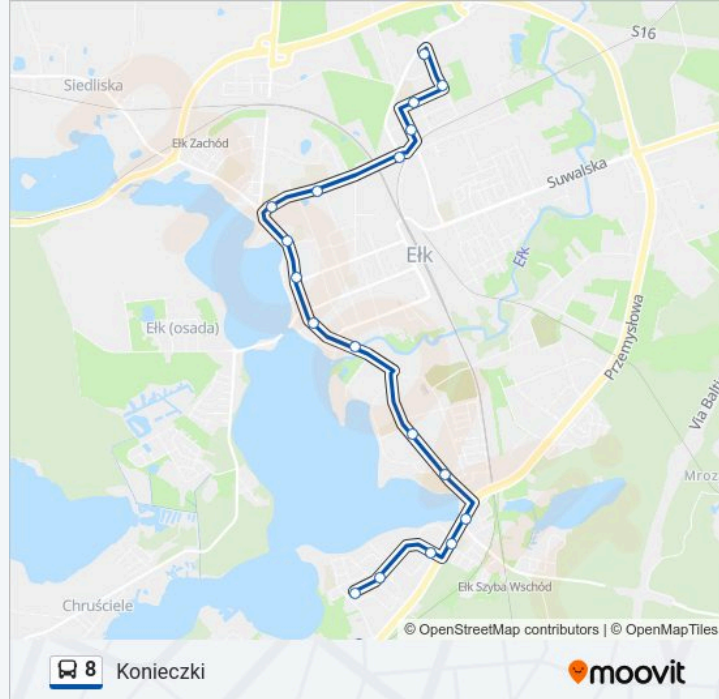 S16
Siedliska
Ełk Zachód
Suwalska
Ełk
Ełk
Ełk (osada)
Przemysłowa
Via Balti
Mroz
Ełk Szyba Wschód
Chruściele
© OpenStreetMap contributors | © OpenMapTiles
8 Konieczki
moovit